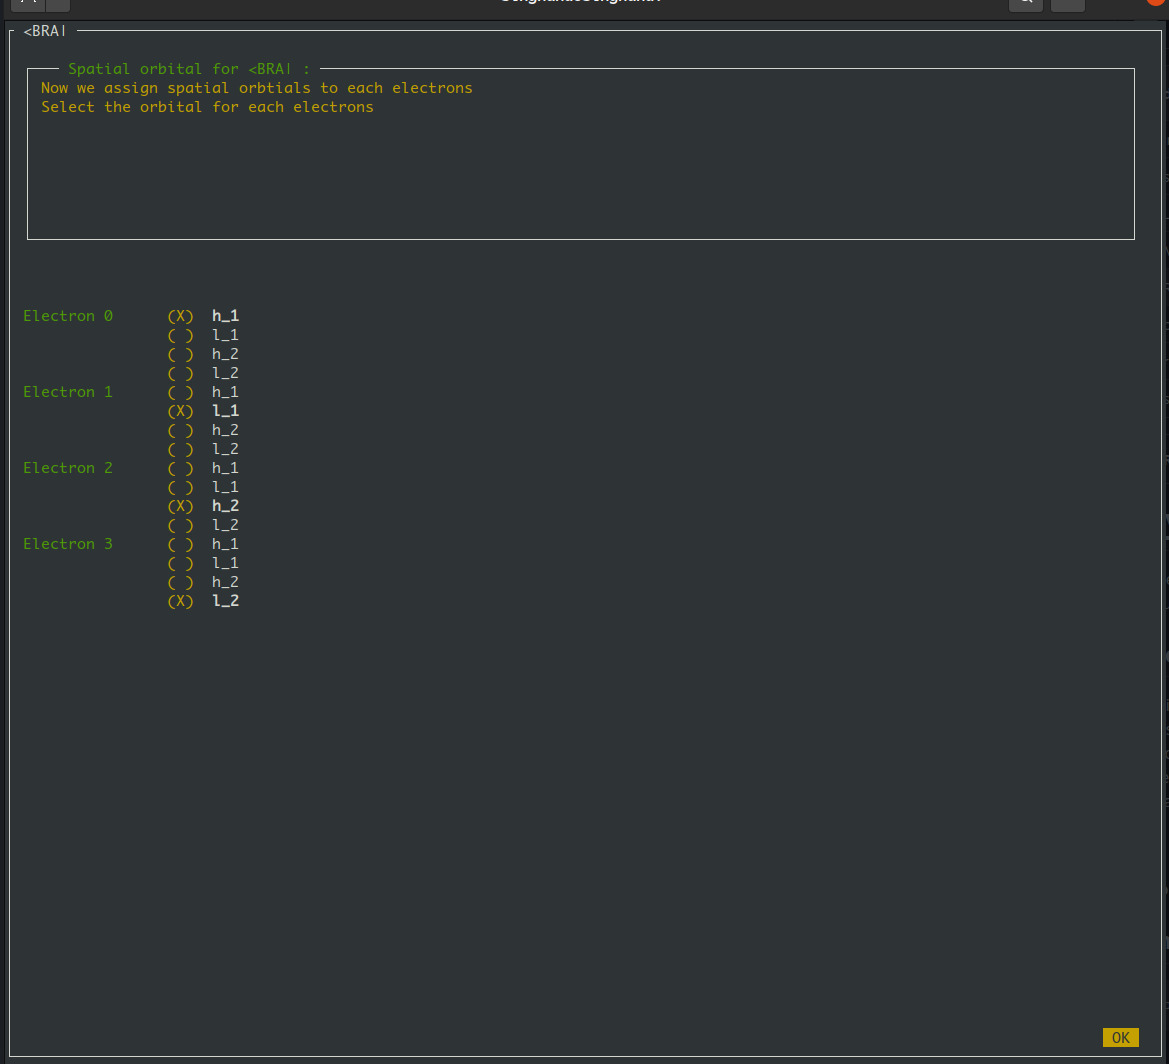 <BRA|
Spatial orbital for <BRA| :
Now we assign spatial orbtials to each electrons
Select the orbital for each electrons
Electron 0 (X) h_1
( ) l_1
( ) h_2
( ) l_2
Electron 1 ( ) h_1
(X) l_1
( ) h_2
( ) l_2
Electron 2 ( ) h_1
( ) l_1
(X) h_2
( ) l_2
Electron 3 ( ) h_1
( ) l_1
( ) h_2
(X) l_2
OK